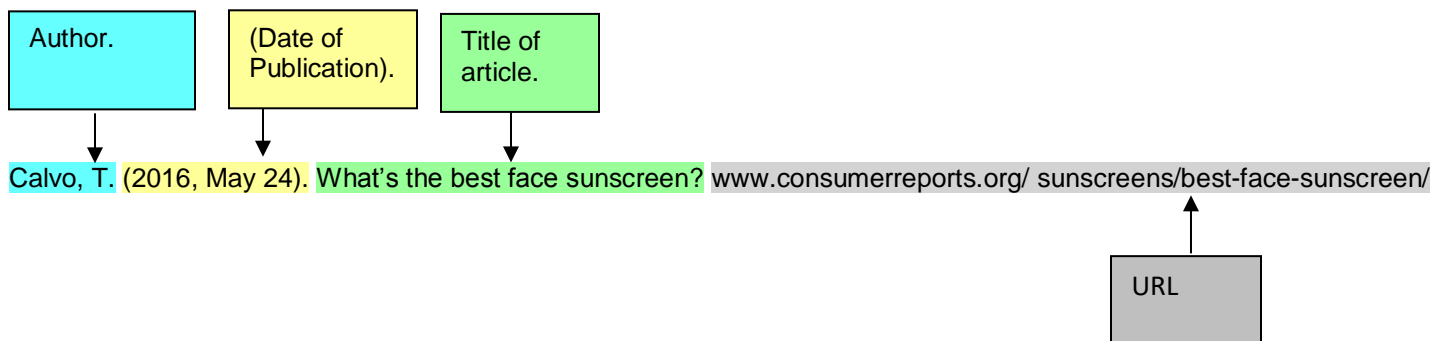 Author.
(Date of
Publication).
Title of
article.
Calvo, T. (2016, May 24). What’s the best face sunscreen? www.consumerreports.org/ sunscreens/best-face-sunscreen/
URL